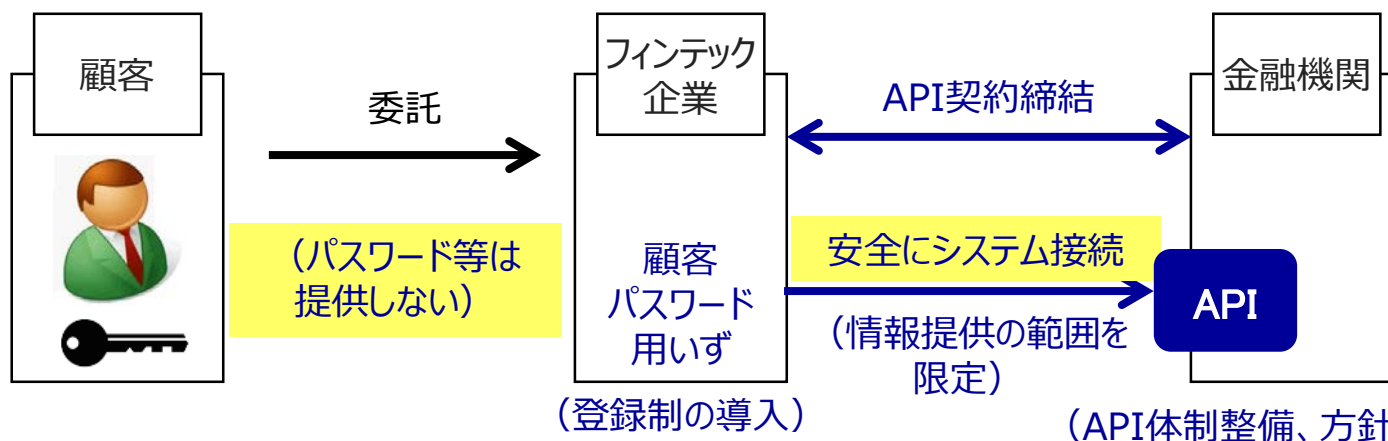 顧客
委託
（パスワード等は
提供しない）
フィンテック
企業
顧客
パスワード
用いず
（登録制の導入）
API契約締結
安全にシステム接続
（情報提供の範囲を
限定）
金融機関
API
（API体制整備、方針